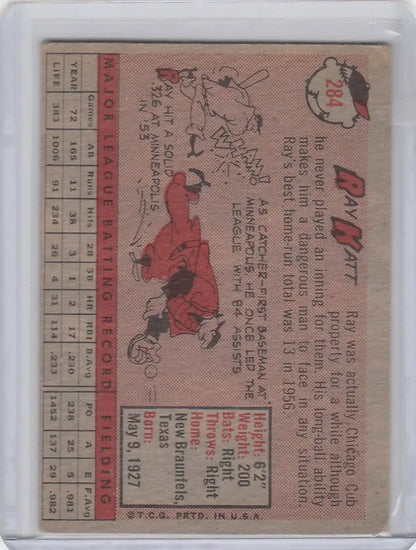 284
RAY KATT
Ray was actually Chicago Cub
property for a while although
he never played an inning for them. His long-ball ability
makes him a dangerous man to face in any situation.
Ray's best home-run total was 13 in 1956.
Height: 6'2"
Weight: 200
Bats: Right
Throws: Right
Home:
New Braunfels,
Texas
Born:
May 9, 1927
© T.C.G. PRTD. IN U.S.A.
RAY HIT A SOLID
.326 AT MINNEAPOLIS
IN '53
AS CATCHER-FIRST BASEMAN AT
MINNEAPOLIS, HE ONCE LED THE
LEAGUE WITH 84 ASSISTS
MAJOR LEAGUE BATTING RECORD FIELDING
Games AB Runs Hits 2B 3B HR RBI B.Avg PO A E F.Avg
YEAR 72 165 11 38 3 1 2 17 .230 238 25 5 .981
LIFE 383 1006 91 234 26 4 31 114 .233 1452 137 29 .982